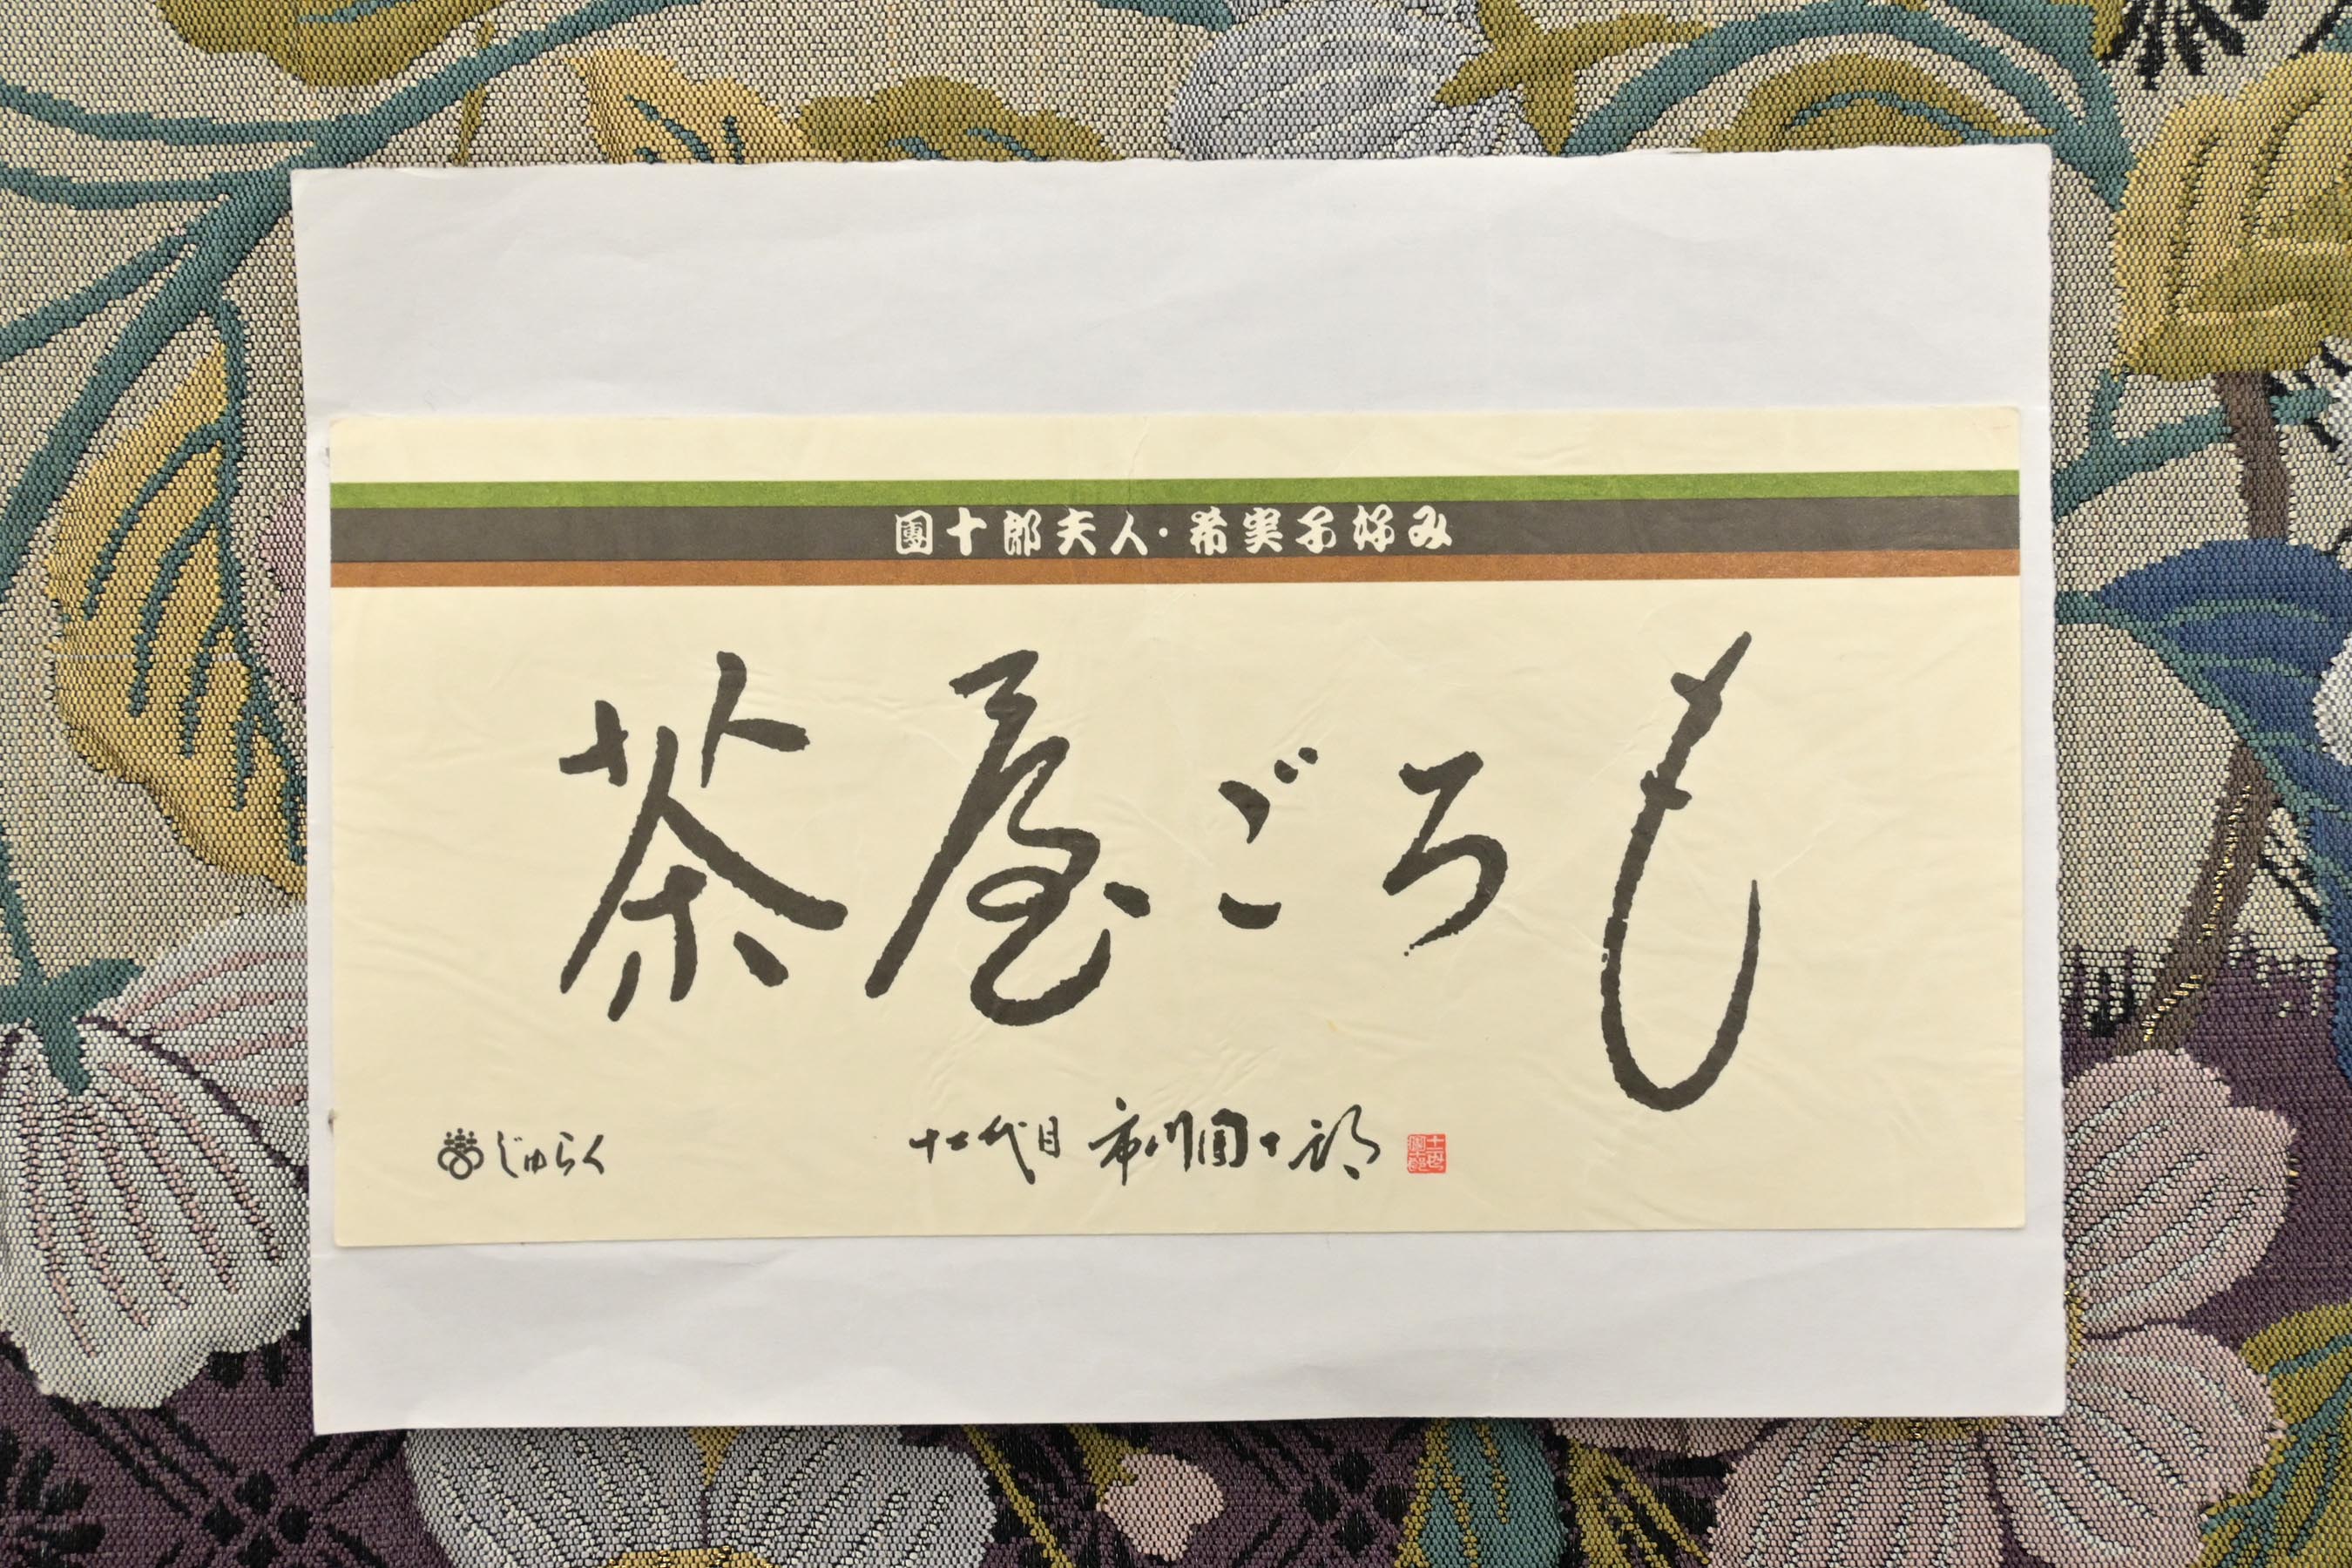 團十郎夫人・希実子好み
茶屋ごろも
じゅらく
十二代目 市川團十郎